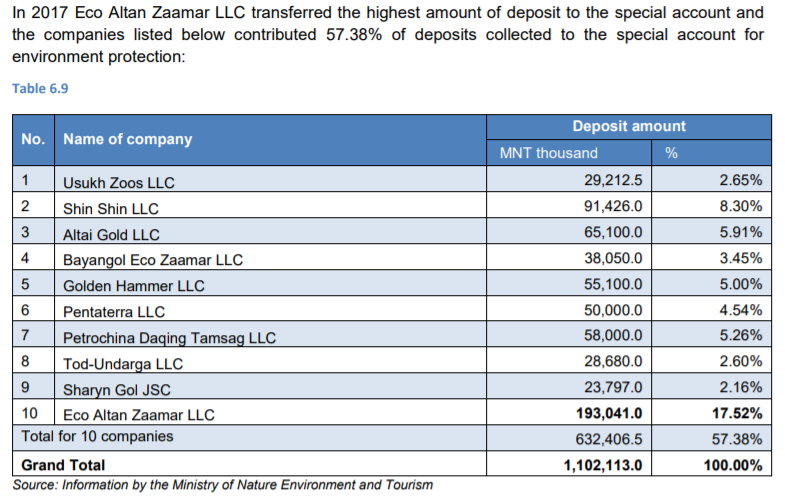 In 2017 Eco Altan Zaamar LLC transferred the highest amount of deposit to the special account and
the companies listed below contributed 57.38% of deposits collected to the special account for
environment protection:
Table 6.9
No. Name of company Deposit amount
MNT thousand %
1 Usukh Zoos LLC 29,212.5 2.65%
2 Shin Shin LLC 91,426.0 8.30%
3 Altai Gold LLC 65,100.0 5.91%
4 Bayangol Eco Zaamar LLC 38,050.0 3.45%
5 Golden Hammer LLC 55,100.0 5.00%
6 Pentaterra LLC 50,000.0 4.54%
7 Petrochina Daqing Tamsag LLC 58,000.0 5.26%
8 Tod-Undarga LLC 28,680.0 2.60%
9 Sharyn Gol JSC 23,797.0 2.16%
10 Eco Altan Zaamar LLC 193,041.0 17.52%
Total for 10 companies 632,406.5 57.38%
Grand Total 1,102,113.0 100.00%
Source: Information by the Ministry of Nature Environment and Tourism